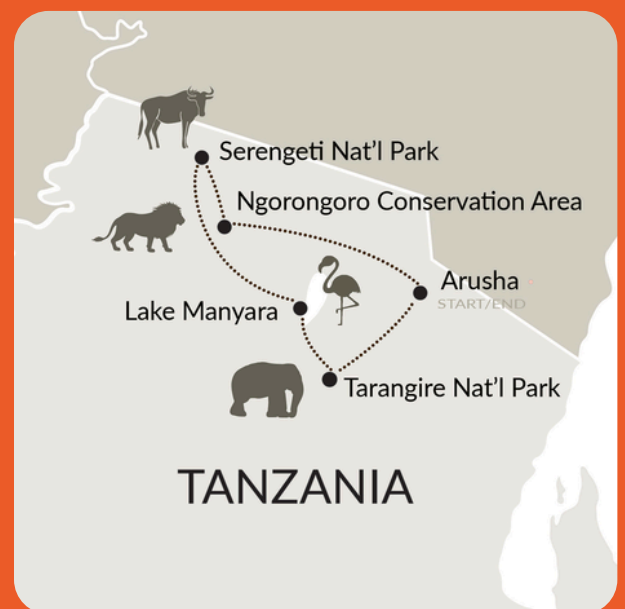 Serengeti Nat'l Park
Ngorongoro Conservation Area
Arusha
START/END
Lake Manyara
Tarangire Nat'l Park
TANZANIA